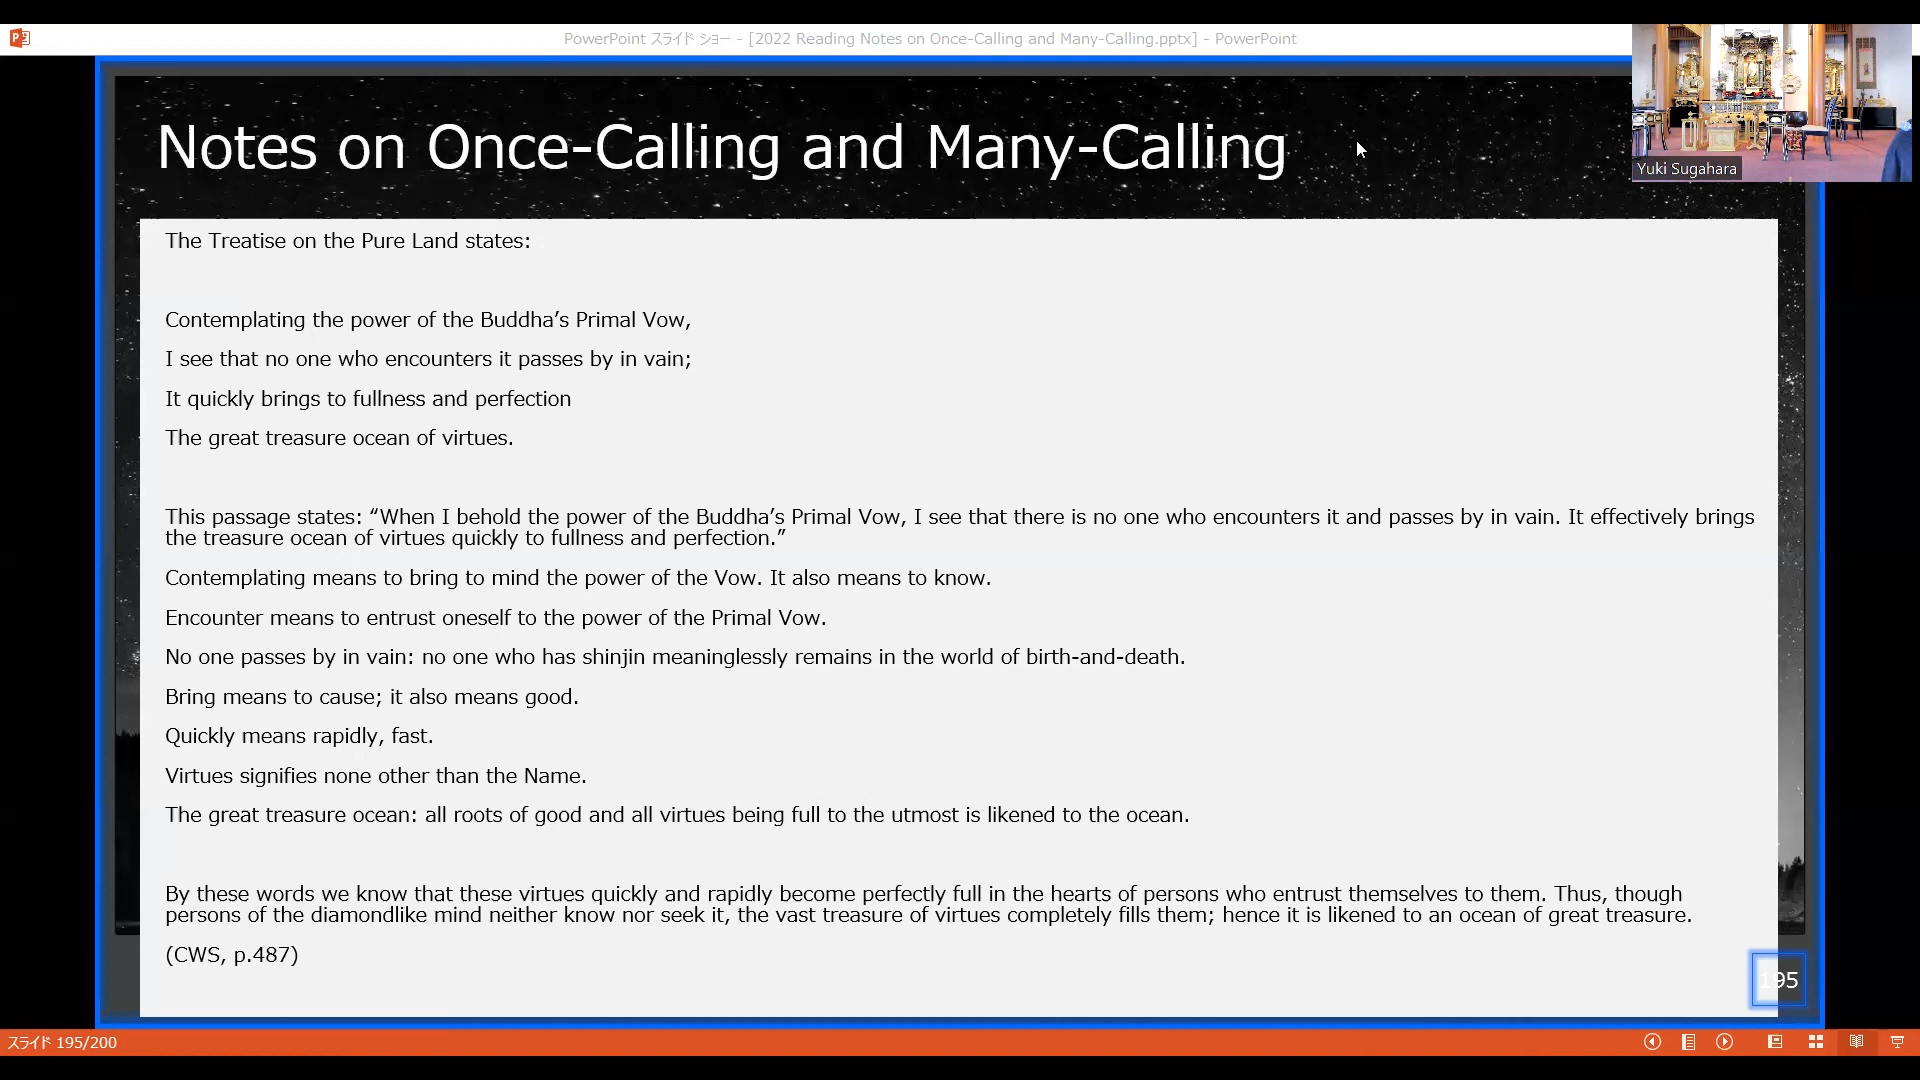 PowerPoint スライド ショー - [2022 Reading Notes on Once-Calling and Many-Calling.pptx] - PowerPoint
Yuki Sugahara
Notes on Once-Calling and Many-Calling
The Treatise on the Pure Land states:
Contemplating the power of the Buddha’s Primal Vow,
I see that no one who encounters it passes by in vain;
It quickly brings to fullness and perfection
The great treasure ocean of virtues.
This passage states: “When I behold the power of the Buddha’s Primal Vow, I see that there is no one who encounters it and passes by in vain. It effectively brings
the treasure ocean of virtues quickly to fullness and perfection.”
Contemplating means to bring to mind the power of the Vow. It also means to know.
Encounter means to entrust oneself to the power of the Primal Vow.
No one passes by in vain: no one who has shinjin meaninglessly remains in the world of birth-and-death.
Bring means to cause; it also means good.
Quickly means rapidly, fast.
Virtues signifies none other than the Name.
The great treasure ocean: all roots of good and all virtues being full to the utmost is likened to the ocean.
By these words we know that these virtues quickly and rapidly become perfectly full in the hearts of persons who entrust themselves to them. Thus, though
persons of the diamondlike mind neither know nor seek it, the vast treasure of virtues completely fills them; hence it is likened to an ocean of great treasure.
(CWS, p.487)
195
スライド 195/200